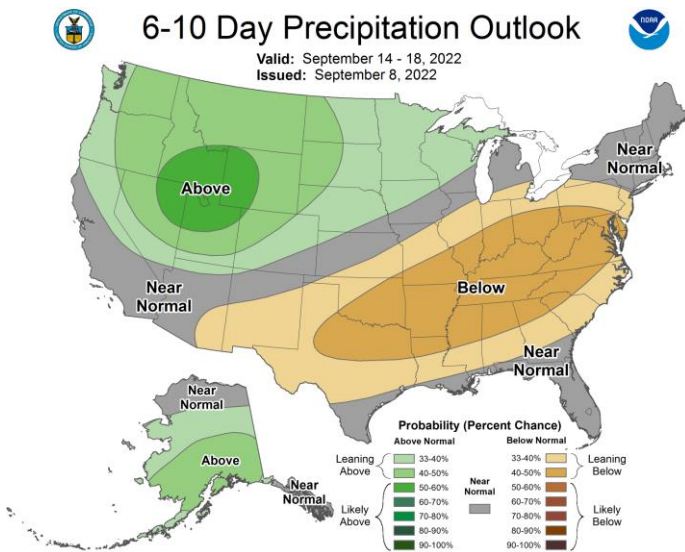 6-10 Day Precipitation Outlook
NOAA
Valid: September 14 - 18, 2022
Issued: September 8, 2022
Above
Near
Normal
Near
Normal
Below
Near
Normal
Near
Normal
Above
Near
Normal
Probability (Percent Chance)
Above Normal
Below Normal
Leaning
Above
33-40%
40-50%
Likely
Above
50-60%
60-70%
70-80%
80-90%
90-100%
Near
Normal
33-40%
40-50%
Leaning
Below
50-60%
60-70%
70-80%
80-90%
90-100%
Likely
Below